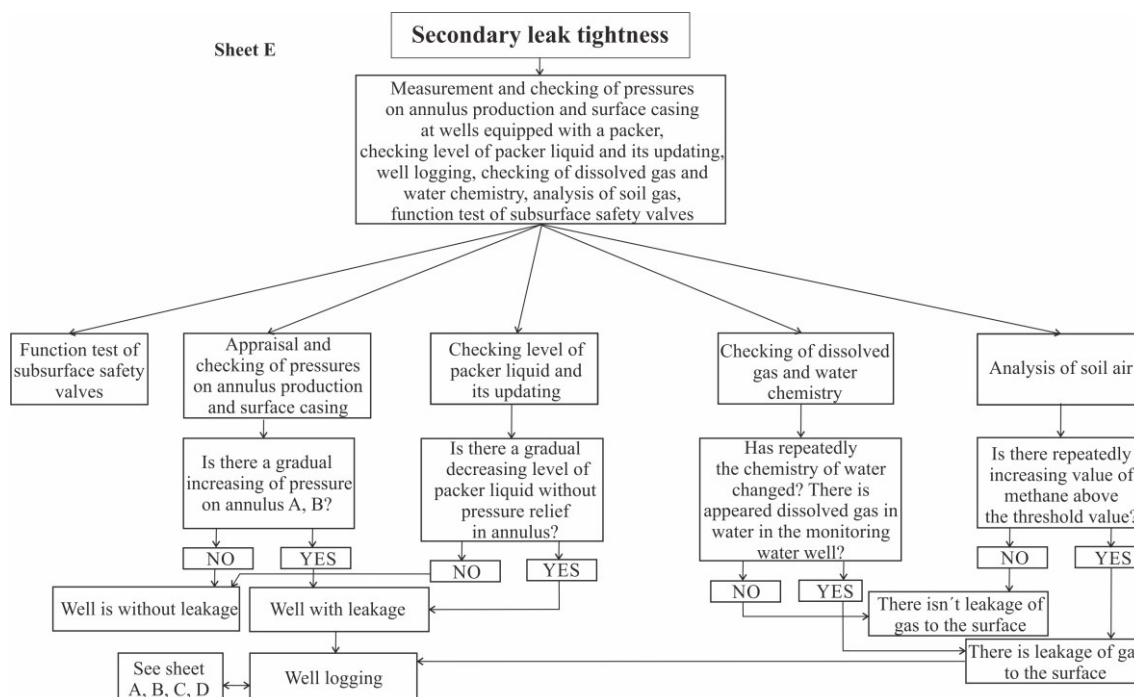 Sheet E
Secondary leak tightness
Measurement and checking of pressures
on annulus production and surface casing
at wells equipped with a packer,
checking level of packer liquid and its updating,
well logging, checking of dissolved gas and
water chemistry, analysis of soil gas,
function test of subsurface safety valves
Function test of
subsurface safety
valves
Appraisal and
checking of pressures
on annulus production
and surface casing
Checking level of
packer liquid and
its updating
Checking of dissolved
gas and water
chemistry
Analysis of soil air
Is there a gradual
increasing of pressure
on annulus A, B?
Is there a gradual
decreasing level of
packer liquid without
pressure relief
in annulus?
Has repeatedly
the chemistry of water
changed? There is
appeared dissolved gas in
water in the monitoring
water well?
Is there repeatedly
increasing value of
methane above
the threshold value?
NO
YES
NO
YES
NO
YES
NO
YES
Well is without leakage
Well with leakage
There isn´t leakage of
gas to the surface
There is leakage of ga
to the surface
See sheet
A, B, C, D
Well logging